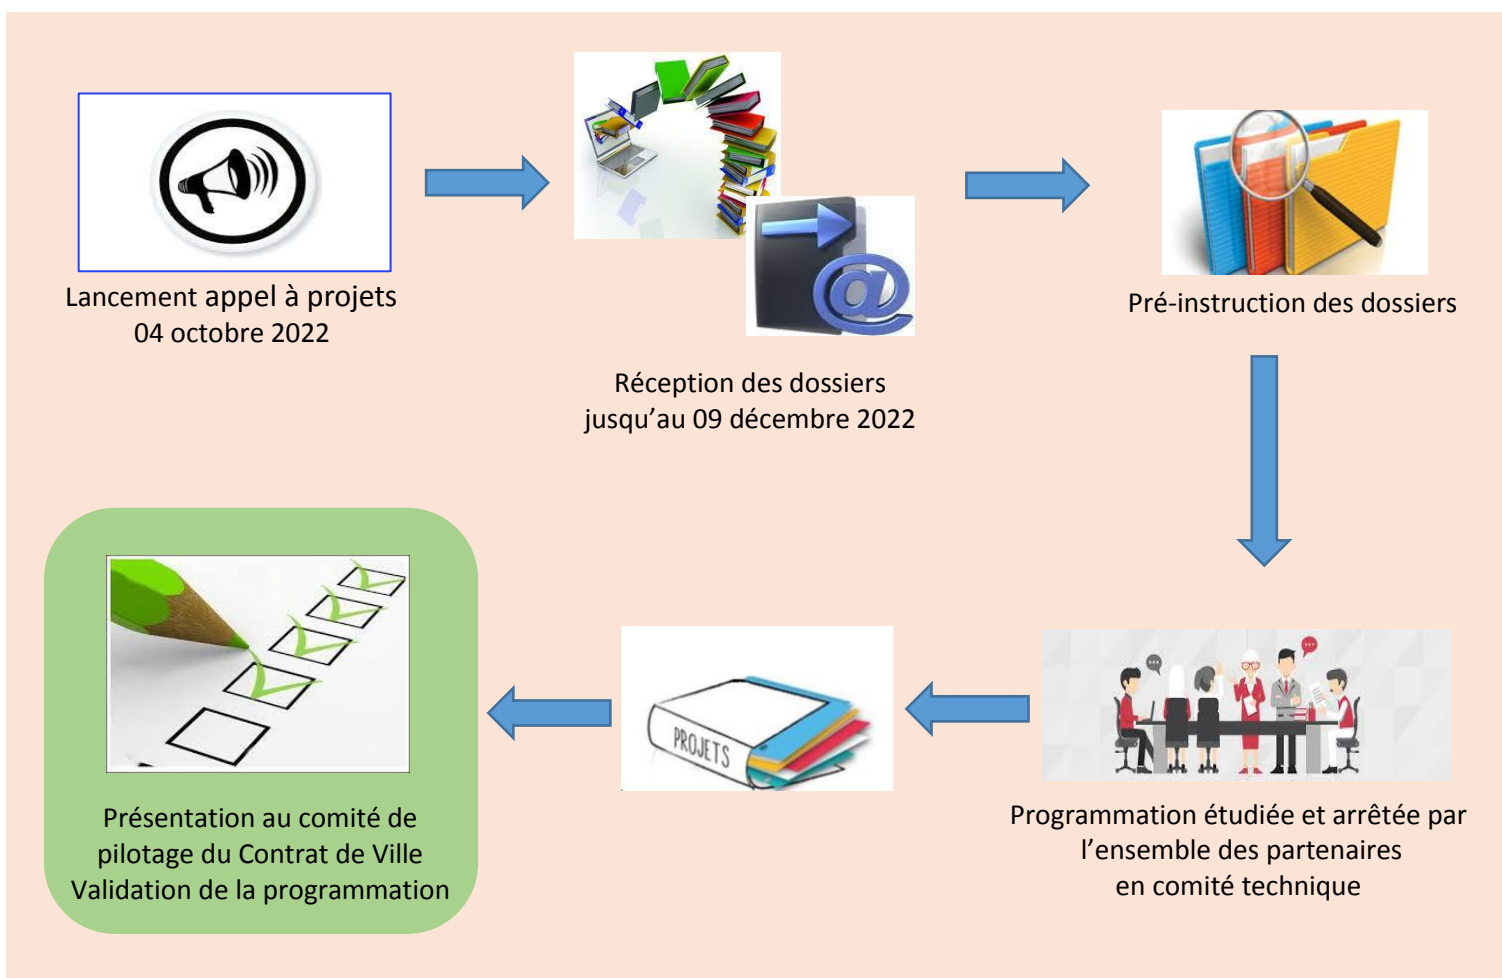 Lancement appel à projets
04 octobre 2022
Réception des dossiers
jusqu’au 09 décembre 2022
Pré-instruction des dossiers
Programmation étudiée et arrêtée par
l’ensemble des partenaires
en comité technique
PROJETS
Présentation au comité de
pilotage du Contrat de Ville
Validation de la programmation